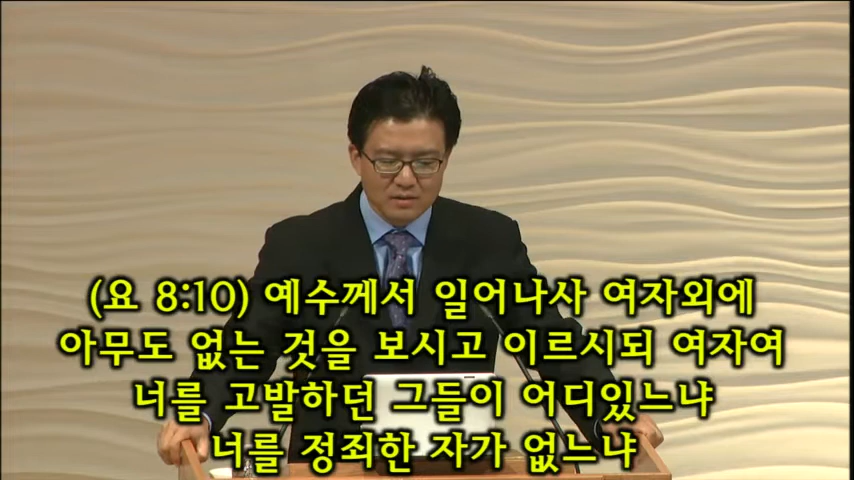 (요 8:10) 예수께서 일어나사 여자외에
아무도 없는 것을 보시고 이르시되 여자여
너를 고발하던 그들이 어디있느냐
너를 정죄한 자가 없느냐